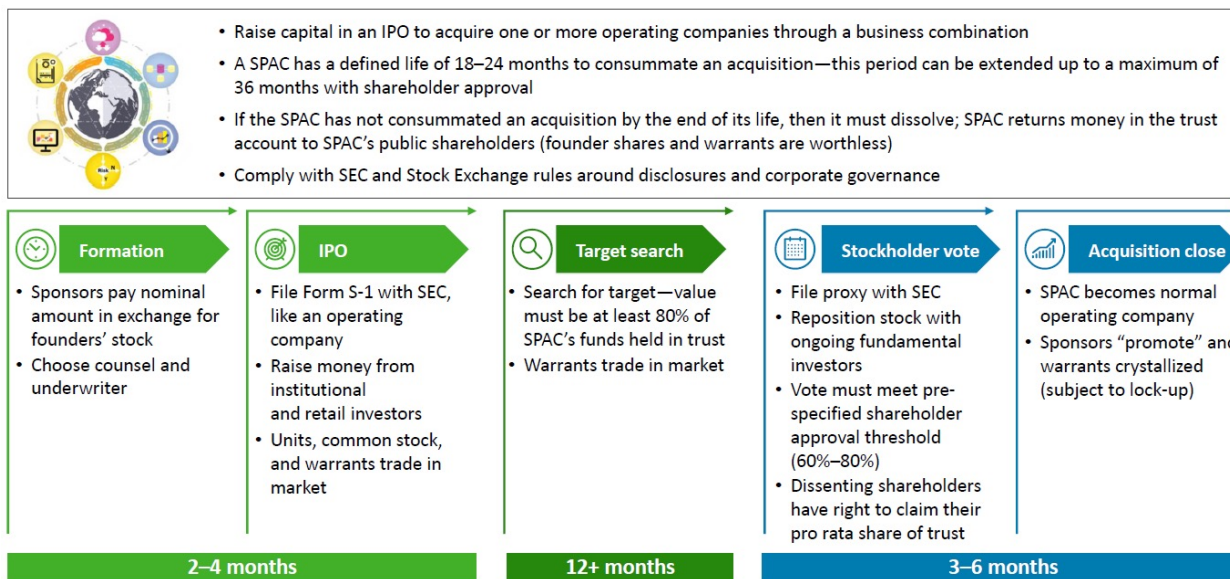 • Raise capital in an IPO to acquire one or more operating companies through a business combination
• A SPAC has a defined life of 18–24 months to consummate an acquisition—this period can be extended up to a maximum of
36 months with shareholder approval
• If the SPAC has not consummated an acquisition by the end of its life, then it must dissolve; SPAC returns money in the trust
account to SPAC's public shareholders (founder shares and warrants are worthless)
• Comply with SEC and Stock Exchange rules around disclosures and corporate governance
Risk
N
Y
Formation
• Sponsors pay nominal
amount in exchange for
founders' stock
• Choose counsel and
underwriter
IPO
• File Form S-1 with SEC,
like an operating
company
• Raise money from
institutional
and retail investors
• Units, common stock,
and warrants trade in
market
2–4 months
Target search
• Search for target—value
must be at least 80% of
SPAC's funds held in trust
• Warrants trade in market
12+ months
Stockholder vote
• File proxy with SEC
• Reposition stock with
ongoing fundamental
investors
• Vote must meet pre-
specified shareholder
approval threshold
(60%–80%)
• Dissenting shareholders
have right to claim their
pro rata share of trust
Acquisition close
• SPAC becomes normal
operating company
• Sponsors “promote” and
warrants crystallized
(subject to lock-up)
3–6 months